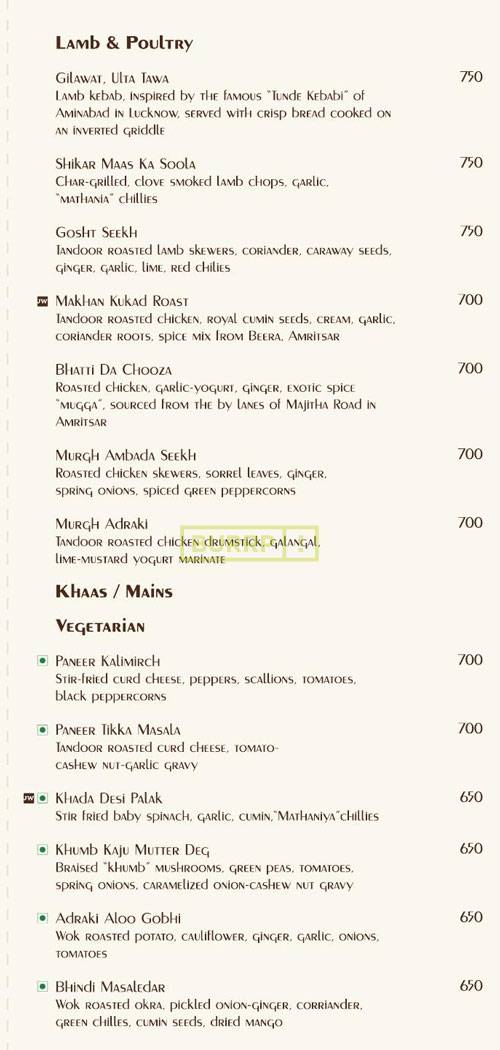 Lamb & Poultry
Gilawat, Ulta Tawa 750
Lamb kebab, inspired by the famous "Tunde Kebabi" of
Aminabad in Lucknow, served with crisp bread cooked on
an inverted griddle
Shikar Maas Ka Soola 750
Char-grilled, clove smoked lamb chops, garlic,
"mathania" chillies
Gosht Seekh 750
Tandoor roasted lamb skewers, coriander, caraway seeds,
ginger, garlic, lime, red chilies
JW Makhan Kukad Roast 700
Tandoor roasted chicken, royal cumin seeds, cream, garlic,
coriander roots, spice mix from Beera, Amritsar
Bhatti Da Chooza 700
Roasted chicken, garlic-yogurt, ginger, exotic spice
"mugga", sourced from the by lanes of Majitha Road in
Amritsar
Murgh Ambada Seekh 700
Roasted chicken skewers, sorrel leaves, ginger,
spring onions, spiced green peppercorns
Murgh Adraki 700
Tandoor roasted chicken drumstick, galangal,
lime-mustard yogurt marinate
BURRP!
Khaas / Mains
Vegetarian
Paneer Kalimirch 700
Stir-fried curd cheese, peppers, scallions, tomatoes,
black peppercorns
Paneer Tikka Masala 700
Tandoor roasted curd cheese, tomato-
cashew nut-garlic gravy
JW Khada Desi Palak 650
Stir fried baby spinach, garlic, cumin,"Mathaniya"chillies
Khumb Kaju Mutter Deg 650
Braised "khumb" mushrooms, green peas, tomatoes,
spring onions, caramelized onion-cashew nut gravy
Adraki Aloo Gobhi 650
Wok roasted potato, cauliflower, ginger, garlic, onions,
tomatoes
Bhindi Masaledar 650
Wok roasted okra, pickled onion-ginger, corriander,
green chilles, cumin seeds, dried mango